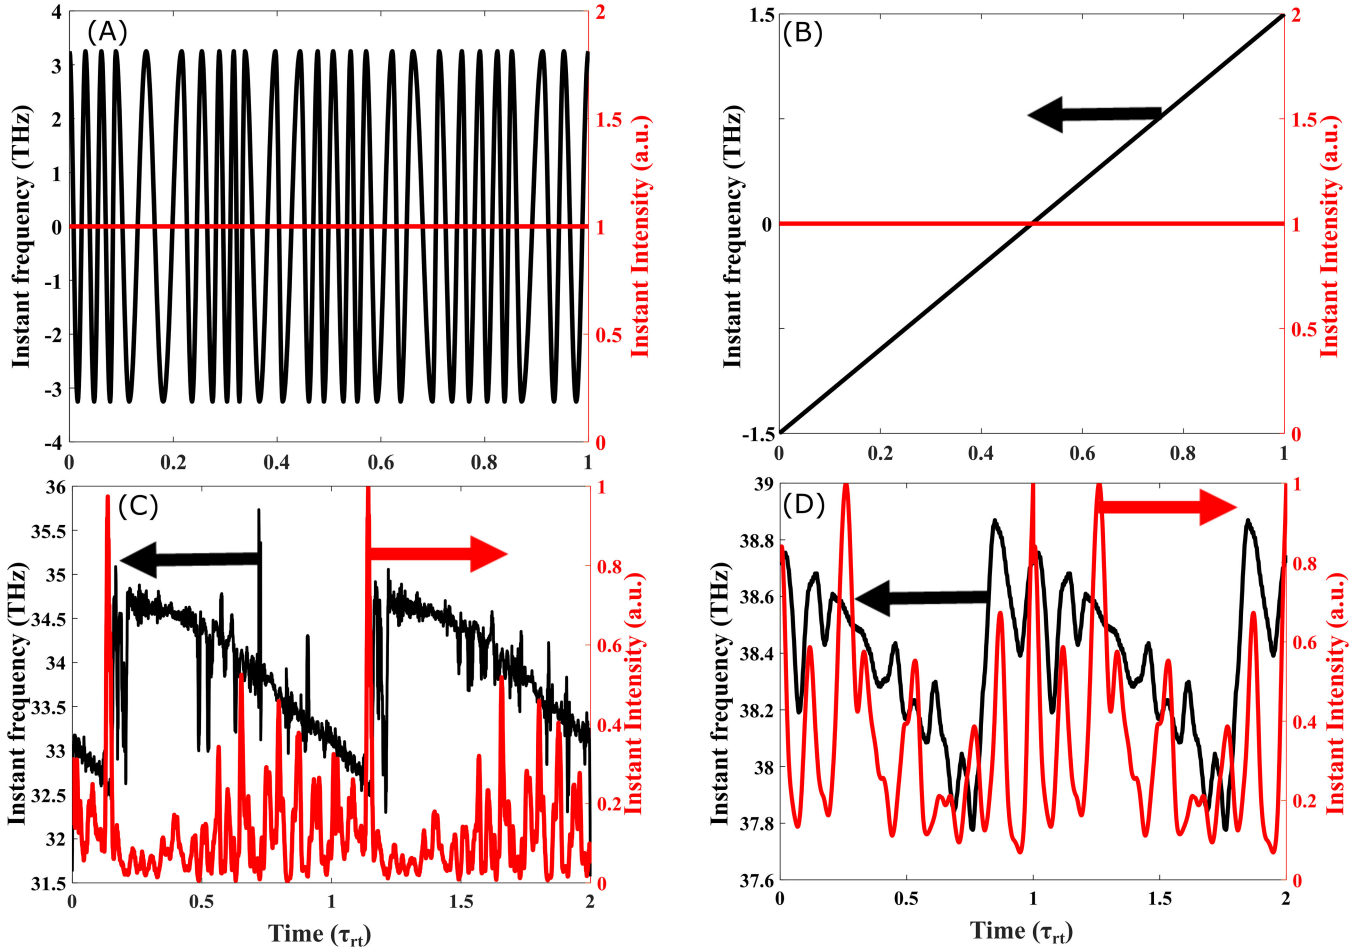 (A)
4
3
2
1
0
-1
-2
-3
-4
Instant frequency (THz)
2
1.5
1
0.5
0
Instant Intensity (a.u.)
0 0.2 0.4 0.6 0.8 1
(B)
1.5
0
-1.5
Instant frequency (THz)
2
1.5
1
0.5
0
Instant Intensity (a.u.)
0 0.2 0.4 0.6 0.8 1
(C)
36
35.5
35
34.5
34
33.5
33
32.5
32
31.5
Instant frequency (THz)
1
0.8
0.6
0.4
0.2
0
Instant Intensity (a.u.)
0 0.5 1 1.5 2
Time (τrt)
(D)
39
38.8
38.6
38.4
38.2
38
37.8
37.6
Instant frequency (THz)
1
0.8
0.6
0.4
0.2
0
Instant Intensity (a.u.)
0 0.5 1 1.5 2
Time (τrt)